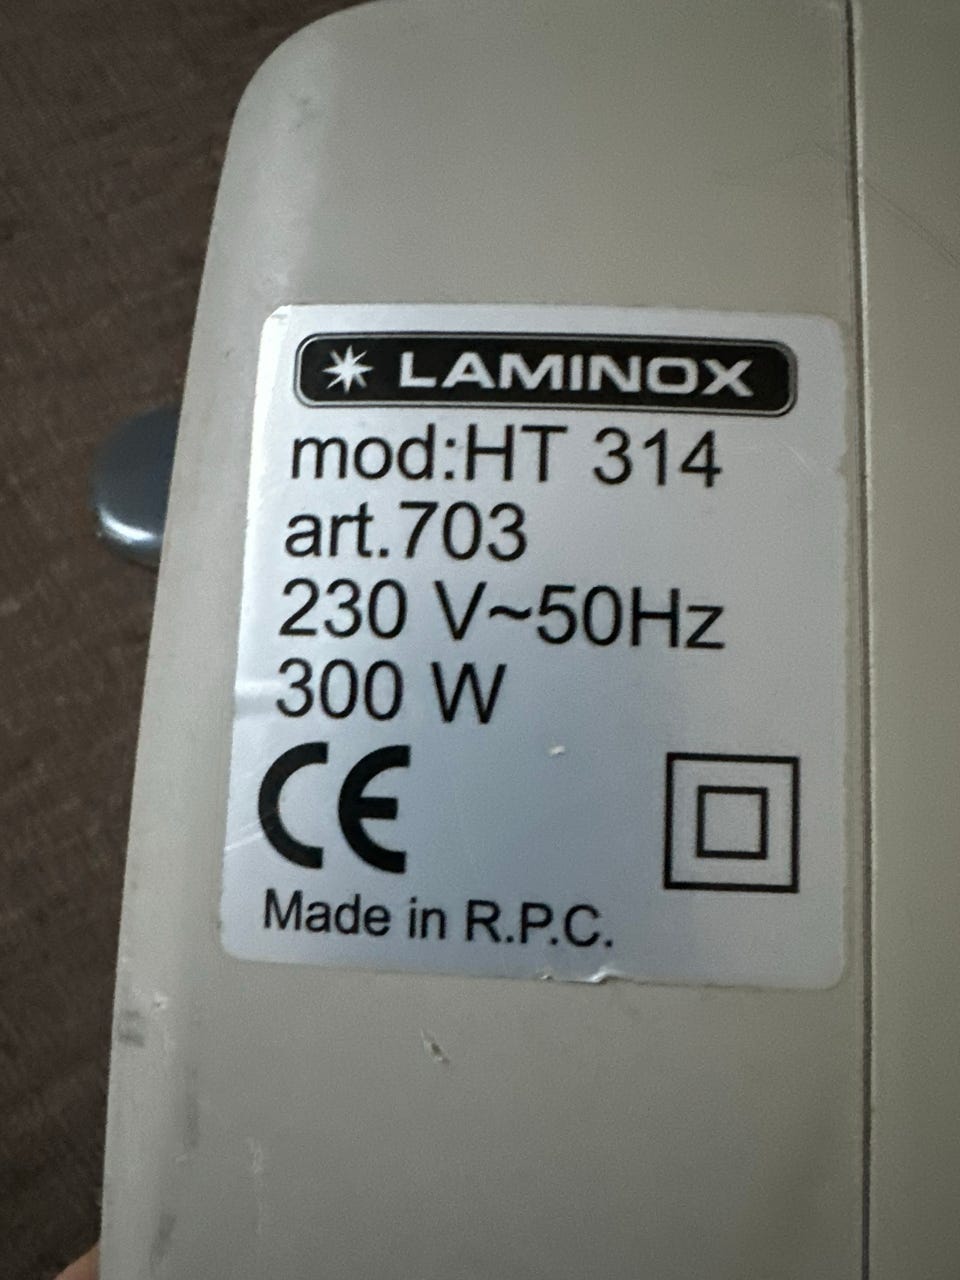 LAMINOX
mod:HT 314
art.703
230 V~50Hz
300 W
CE
Made in R.P.C.